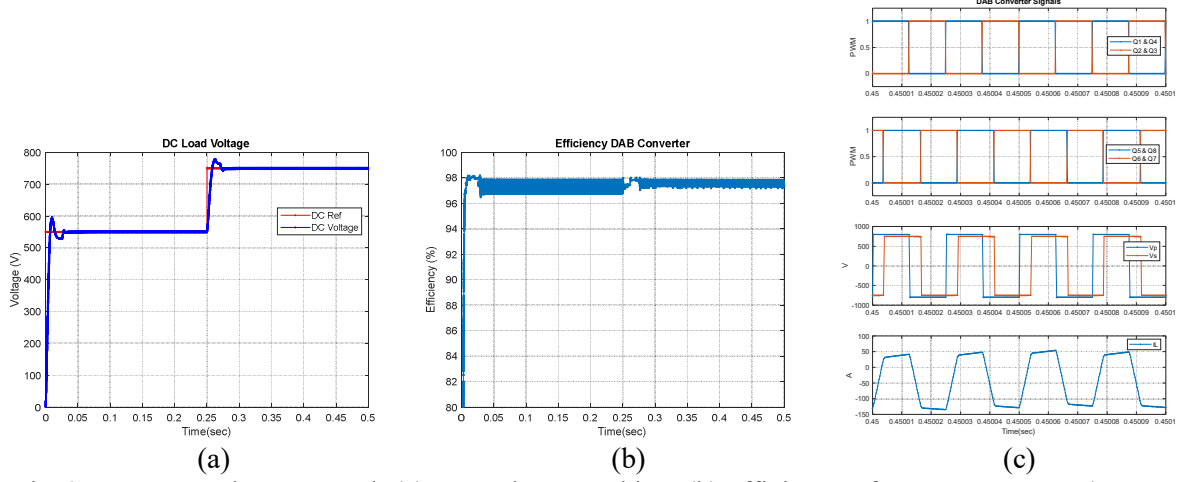 DC Load Voltage
Voltage (V)
800
700
600
500
400
300
200
100
0
DC Ref
DC Voltage
0 0.05 0.1 0.15 0.2 0.25 0.3 0.35 0.4 0.45 0.5
Time(sec)
(a)
Efficiency DAB Converter
Efficiency (%)
100
98
96
94
92
90
88
86
84
82
80
0 0.05 0.1 0.15 0.2 0.25 0.3 0.35 0.4 0.45 0.5
Time(sec)
(b)
DAB Converter Signals
PWM
1
0.5
0
Q1 & Q4
Q2 & Q3
0.45 0.45001 0.45002 0.45003 0.45004 0.45005 0.45006 0.45007 0.45008 0.45009 0.4501
PWM
1
0.5
0
Q5 & Q8
Q6 & Q7
0.45 0.45001 0.45002 0.45003 0.45004 0.45005 0.45006 0.45007 0.45008 0.45009 0.4501
V
1000
500
0
-500
-1000
Vp
Vs
0.45 0.45001 0.45002 0.45003 0.45004 0.45005 0.45006 0.45007 0.45008 0.45009 0.4501
A
100
50
0
-50
-100
-150
IL
0.45 0.45001 0.45002 0.45003 0.45004 0.45005 0.45006 0.45007 0.45008 0.45009 0.4501
Time(sec)
(c)